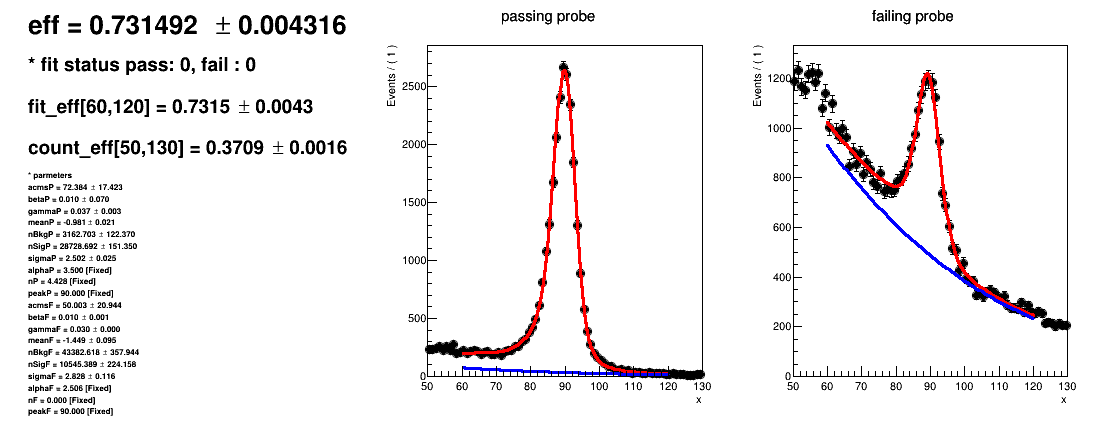 eff = 0.731492 ± 0.004316
* fit status pass: 0, fail : 0
fit_eff[60,120] = 0.7315 ± 0.0043
count_eff[50,130] = 0.3709 ± 0.0016
* parmeters
acmsP = 72.384 ± 17.423
betaP = 0.010 ± 0.070
gammaP = 0.037 ± 0.003
meanP = -0.981 ± 0.021
nBkgP = 3162.703 ± 122.370
nSigP = 28728.692 ± 151.350
sigmaP = 2.502 ± 0.025
alphaP = 3.500 [Fixed]
nP = 4.428 [Fixed]
peakP = 90.000 [Fixed]
acmsF = 50.003 ± 20.944
betaF = 0.010 ± 0.001
gammaF = 0.030 ± 0.000
meanF = -1.449 ± 0.095
nBkgF = 43382.618 ± 357.944
nSigF = 10545.389 ± 224.158
sigmaF = 2.828 ± 0.116
alphaF = 2.506 [Fixed]
nF = 0.000 [Fixed]
peakF = 90.000 [Fixed]
passing probe
Events / ( 1 )
2500
2000
1500
1000
500
0
50 60 70 80 90 100 110 120 130
x
failing probe
Events / ( 1 )
1200
1000
800
600
400
200
0
50 60 70 80 90 100 110 120 130
x